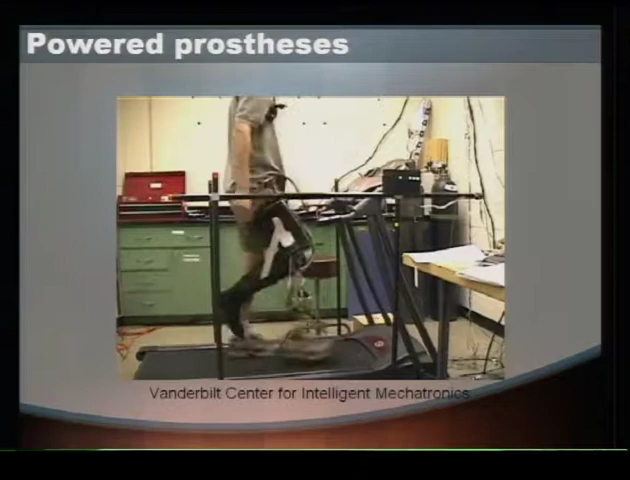 Powered prostheses
Vanderbilt Center for Intelligent Mechatronics